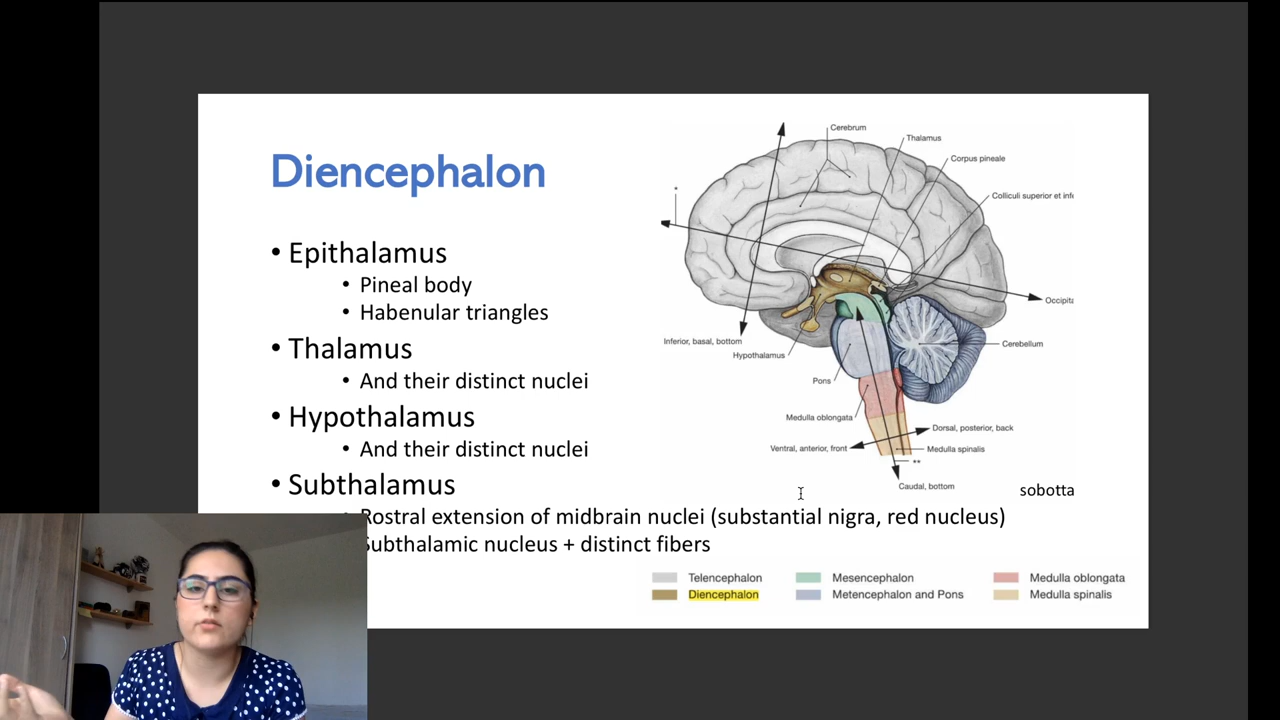 Diencephalon
• Epithalamus
• Pineal body
• Habenular triangles
• Thalamus
• And their distinct nuclei
• Hypothalamus
• And their distinct nuclei
• Subthalamus
Rostral extension of midbrain nuclei (substantial nigra, red nucleus)
Subthalamic nucleus + distinct fibers
Cerebrum
Thalamus
Corpus pineale
Colliculi superior et
*
Inferior, basal, bottom
Hypothalamus
Cerebellum
Pons
Medulla oblongata
Dorsal, posterior, back
Ventral, anterior, front
Medulla spinalis
**
Caudal, bottom
sobotta
Telencephalon
Mesencephalon
Medulla oblongata
Diencephalon
Metencephalon and Pons
Medulla spinalis